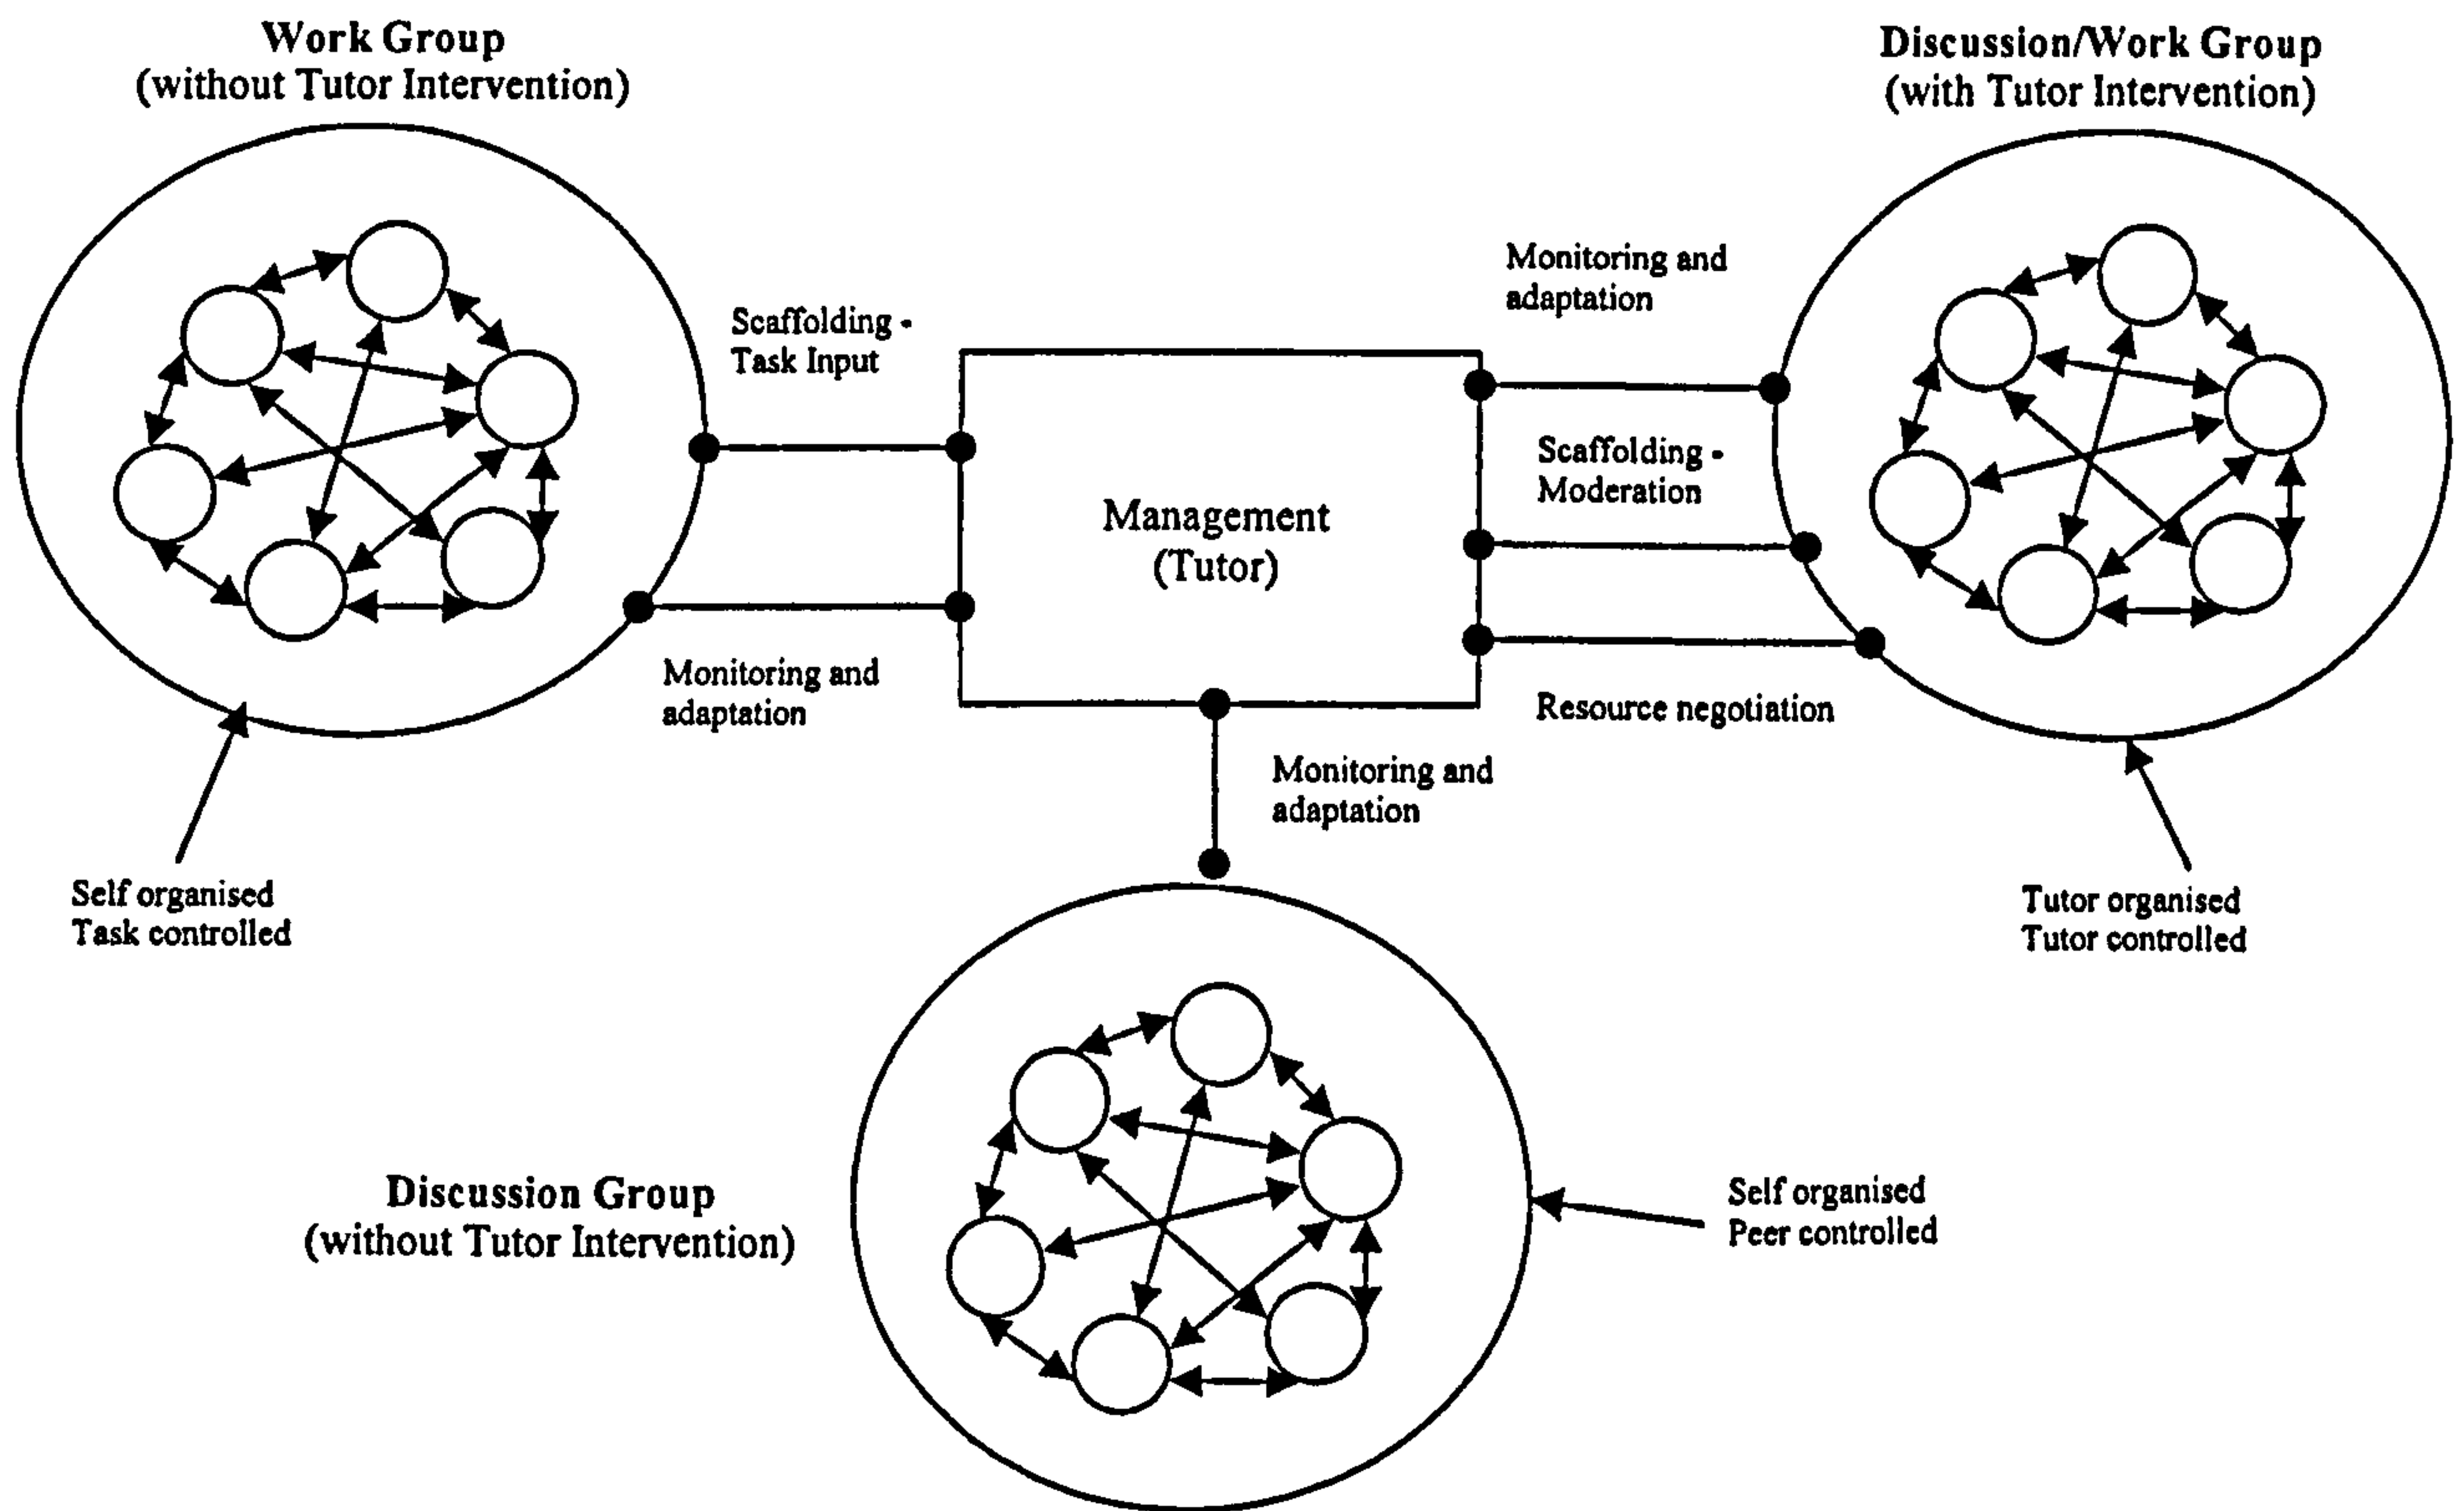 Work Group
(without Tutor Intervention)
Discussion/Work Group
(with Tutor Intervention)
Scaffolding -
Task Input
Monitoring and
adaptation
Scaffolding -
Moderation
Management
(Tutor)
Monitoring and
adaptation
Resource negotiation
Monitoring and
adaptation
Self organised
Task controlled
Tutor organised
Tutor controlled
Discussion Group
(without Tutor Intervention)
Self organised
Peer controlled